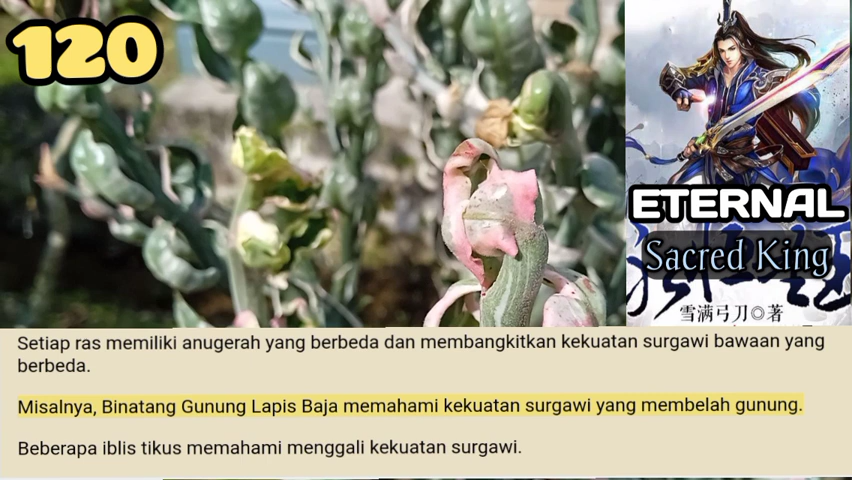 120
ETERNAL
Sacred King
雪满弓刀◎著
Setiap ras memiliki anugerah yang berbeda dan membangkitkan kekuatan surgawi bawaan yang
berbeda.
Misalnya, Binatang Gunung Lapis Baja memahami kekuatan surgawi yang membelah gunung.
Beberapa iblis tikus memahami menggali kekuatan surgawi.